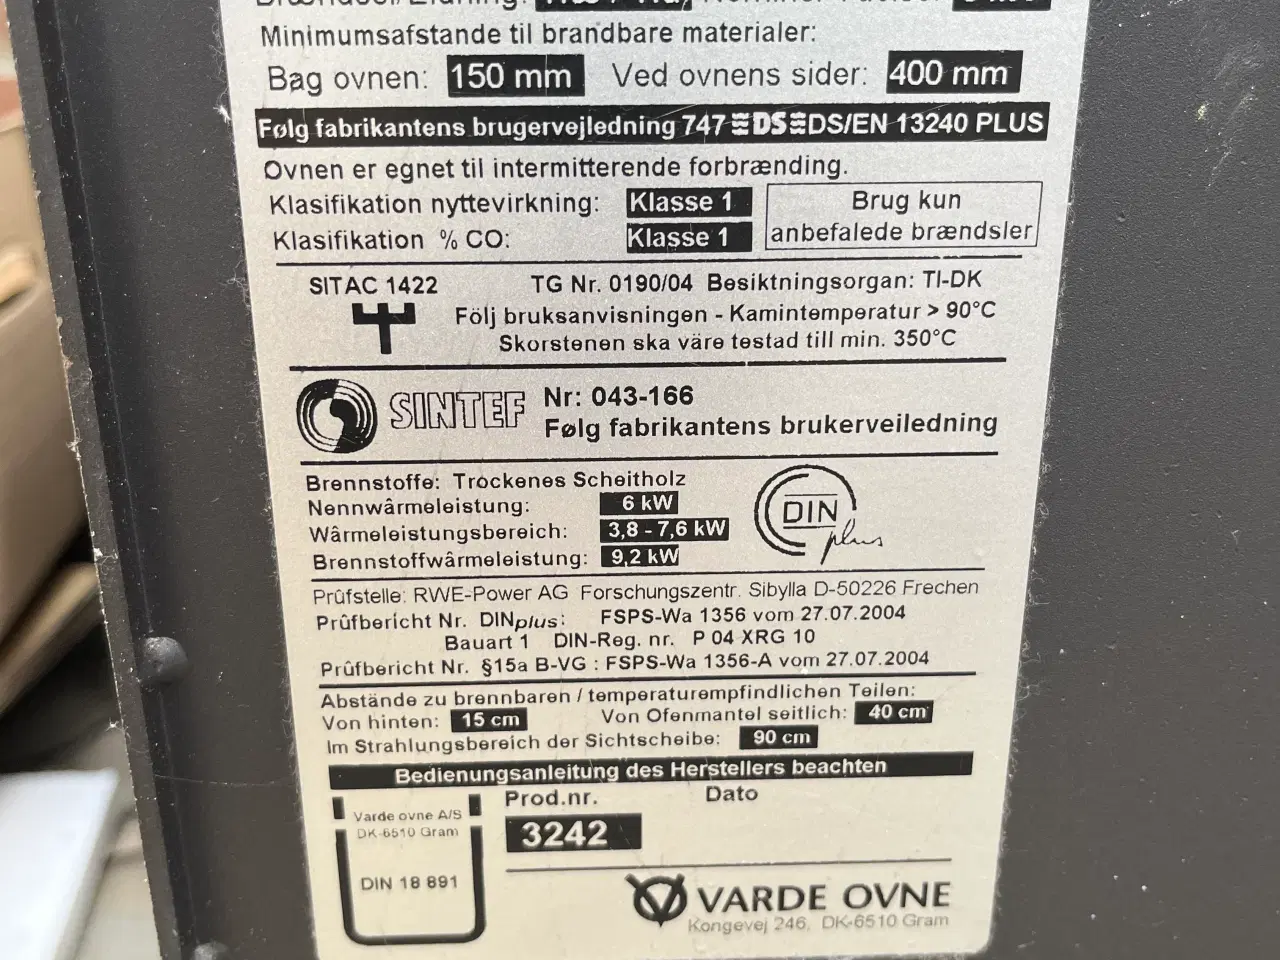 Minimumsafstande til brandbare materialer:
Bag ovnen: 150 mm Ved ovnens sider: 400 mm
Følg fabrikantens brugervejledning 747 DS DS/EN 13240 PLUS
Ovnen er egnet til intermitterende forbrænding.
Klasifikation nyttevirkning: Klasse 1
Klasifikation % CO: Klasse 1
Brug kun
anbefalede brændsler
SITAC 1422 TG Nr. 0190/04 Besiktningsorgan: TI-DK
Följ bruksanvisningen - Kamintemperatur > 90°C
Skorstenen ska väre testad till min. 350°C
SINTEF Nr: 043-166
Følg fabrikantens brukerveiledning
Brennstoffe: Trockenes Scheitholz
Nennwärmeleistung: 6 kW
Wärmeleistungsbereich: 3,8 - 7,6 kW
Brennstoffwärmeleistung: 9,2 kW
DIN
plus
Prüfstelle: RWE-Power AG Forschungszentr. Sibylla D-50226 Frechen
Prüfbericht Nr. DINplus: FSPS-Wa 1356 vom 27.07.2004
Bauart 1 DIN-Reg. nr. P 04 XRG 10
Prüfbericht Nr. §15a B-VG : FSPS-Wa 1356-A vom 27.07.2004
Abstände zu brennbaren / temperaturempfindlichen Teilen:
Von hinten: 15 cm Von Ofenmantel seitlich: 40 cm
Im Strahlungsbereich der Sichtscheibe: 90 cm
Bedienungsanleitung des Herstellers beachten
Varde ovne A/S
DK-6510 Gram
DIN 18 891
Prod.nr. Dato
3242
VARDE OVNE
Kongevej 246, DK-6510 Gram